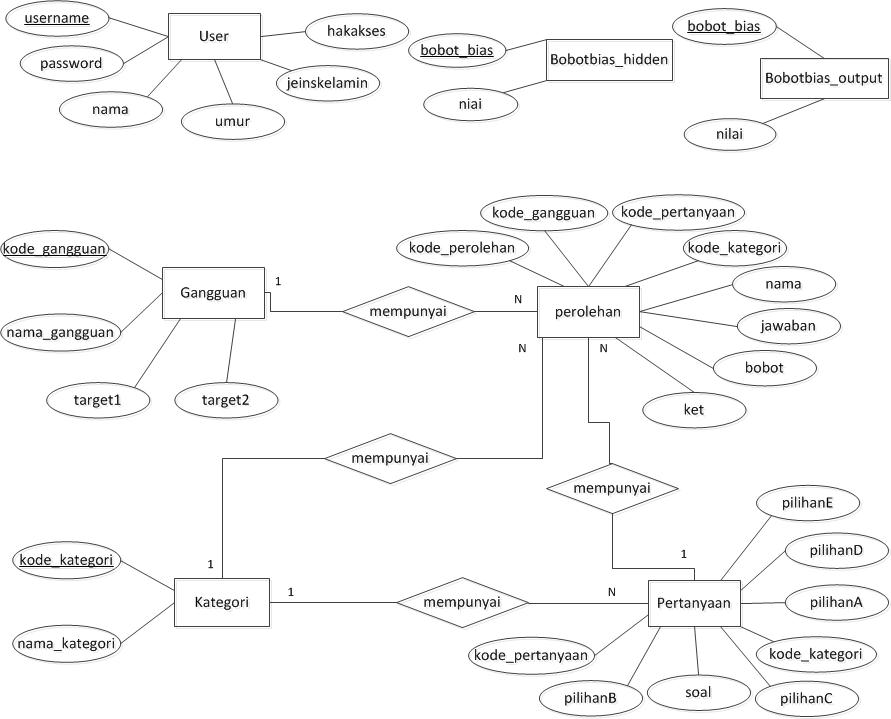 username
User
hakakses
password
jeinskelamin
nama
umur
bobot_bias
Bobotbias_hidden
niai
bobot_bias
Bobotbias_output
nilai
kode_gangguan
Gangguan
nama_gangguan
target1
target2
1
mempunyai
N
kode_perolehan
kode_gangguan
kode_pertanyaan
kode_kategori
nama
perolehan
jawaban
bobot
ket
N
N
mempunyai
mempunyai
1
1
kode_kategori
Kategori
nama_kategori
1
mempunyai
N
Pertanyaan
pilihanE
pilihanD
pilihanA
kode_kategori
kode_pertanyaan
pilihanB
soal
pilihanC